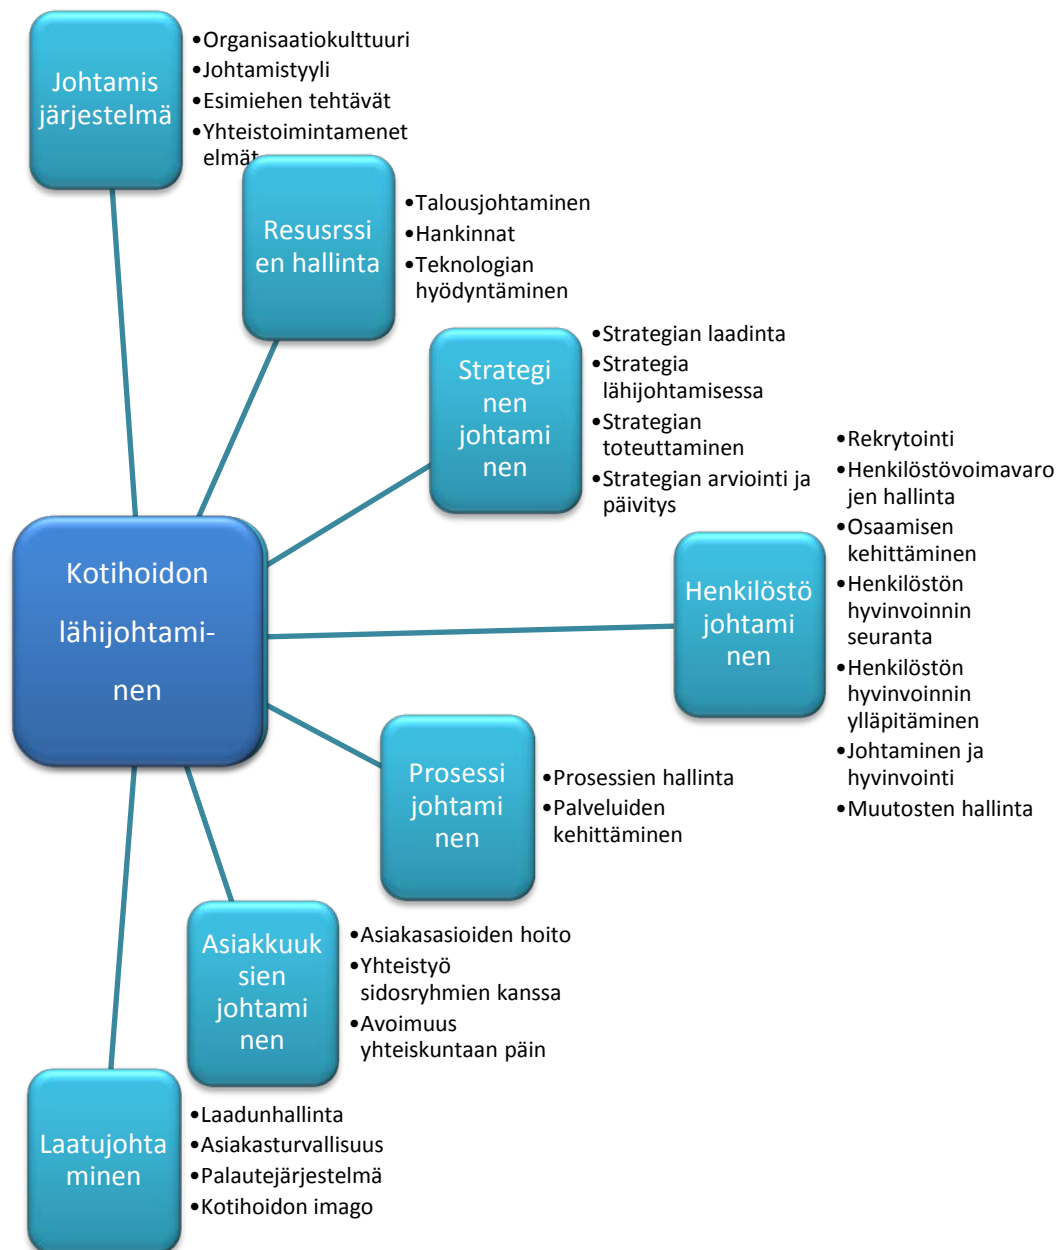 Johtamis
järjestelmä
•Organisaatiokulttuuri
•Johtamistyyli
•Esimiehen tehtävät
•Yhteistoimintamenet
elmät
Resusrssi
en hallinta
•Talousjohtaminen
•Hankinnat
•Teknologian
hyödyntäminen
Strategi
nen
johtami
nen
•Strategian laadinta
•Strategia
lähijohtamisessa
•Strategian
toteuttaminen
•Strategian arviointi ja
päivitys
Kotihoidon
lähijohtami-
nen
Henkilöstö
johtami
nen
•Rekrytointi
•Henkilöstövoimavaro
jen hallinta
•Osaamisen
kehittäminen
•Henkilöstön
hyvinvoinnin
seuranta
•Henkilöstön
hyvinvoinnin
ylläpitäminen
•Johtaminen ja
hyvinvointi
•Muutosten hallinta
Prosessi
johtami
nen
•Prosessien hallinta
•Palveluiden
kehittäminen
Asiakkuuk
sien
johtami
nen
•Asiakasasioiden hoito
•Yhteistyö
sidosryhmien kanssa
•Avoimuus
yhteiskuntaan päin
Laatujohta
minen
•Laadunhallinta
•Asiakasturvallisuus
•Palautejärjestelmä
•Kotihoidon imago